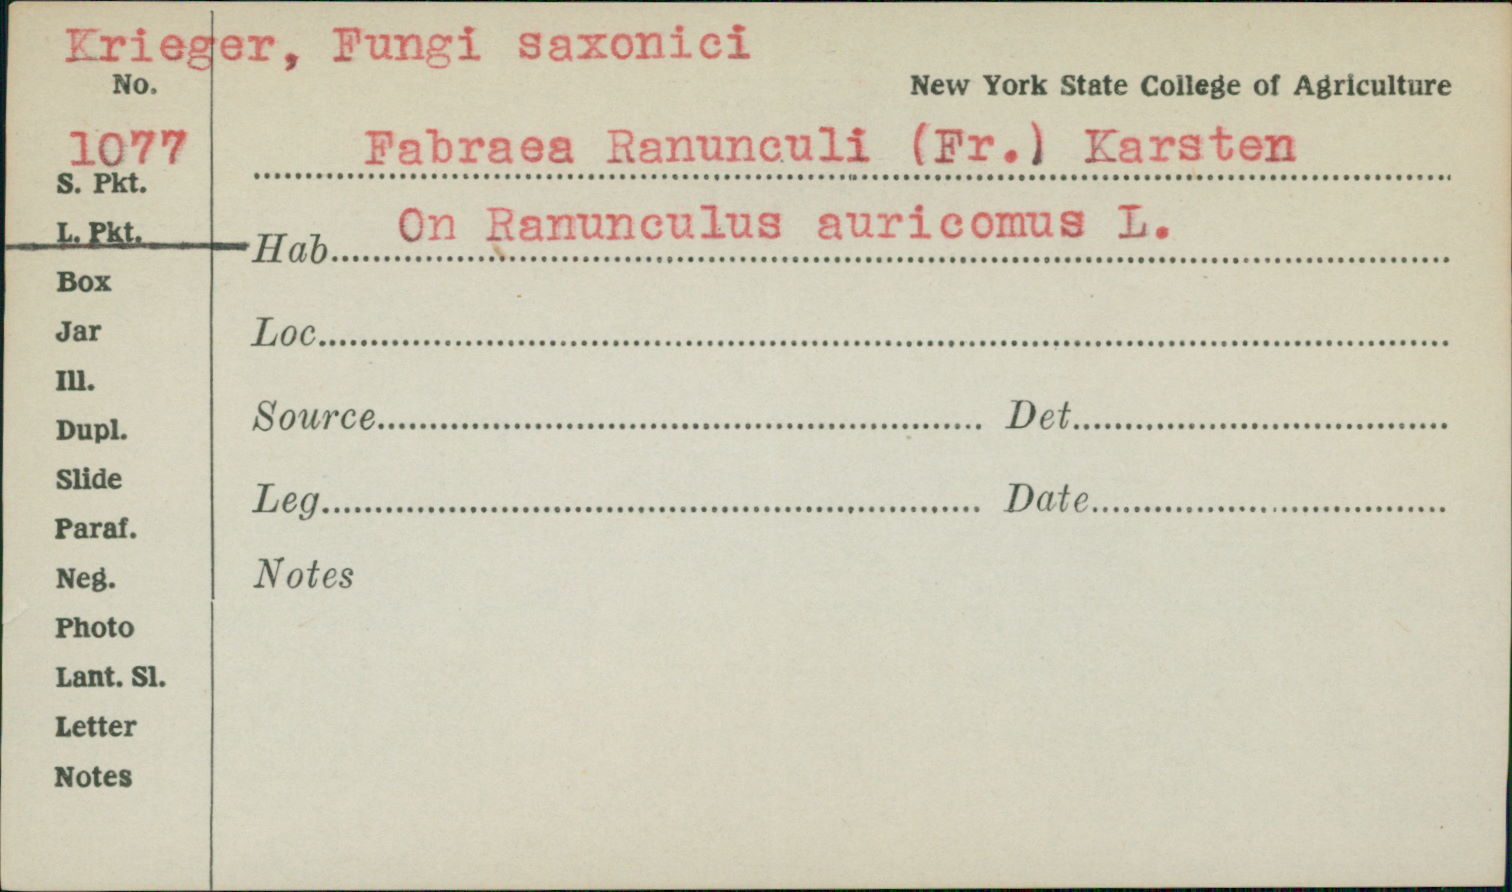 Krieger, Fungi saxonici
No.
New York State College of Agriculture
1077
Fabraea Ranunculi (Fr.) Karsten
S. Pkt.
L. Pkt.
Hab. On Ranunculus auricomus L.
Box
Jar
Loc.
Ill.
Dupl.
Source Det.
Slide
Leg. Date
Paraf.
Neg.
Notes
Photo
Lant. Sl.
Letter
Notes